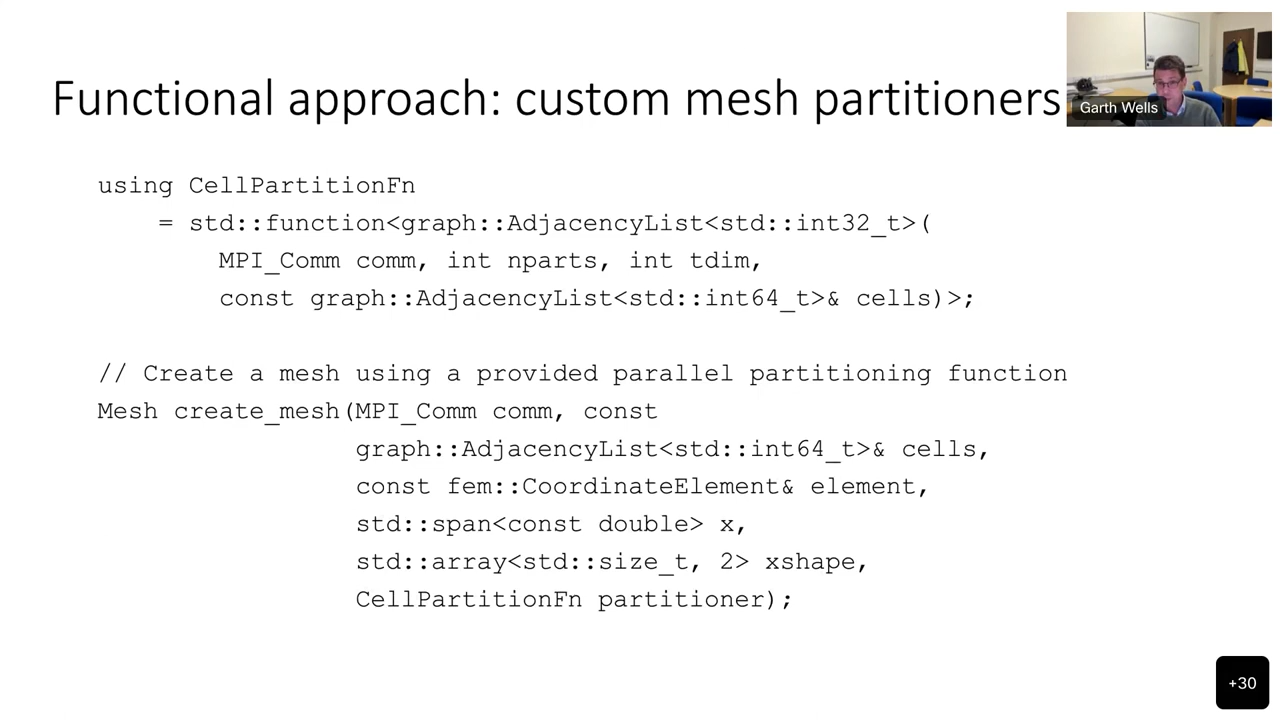 Functional approach: custom mesh partitioners
Garth Wells
using CellPartitionFn
= std::function<graph::AdjacencyList<std::int32_t>(
MPI_Comm comm, int nparts, int tdim,
const graph::AdjacencyList<std::int64_t>& cells)>;
// Create a mesh using a provided parallel partitioning function
Mesh create_mesh(MPI_Comm comm, const
graph::AdjacencyList<std::int64_t>& cells,
const fem::CoordinateElement& element,
std::span<const double> x,
std::array<std::size_t, 2> xshape,
CellPartitionFn partitioner);
+30